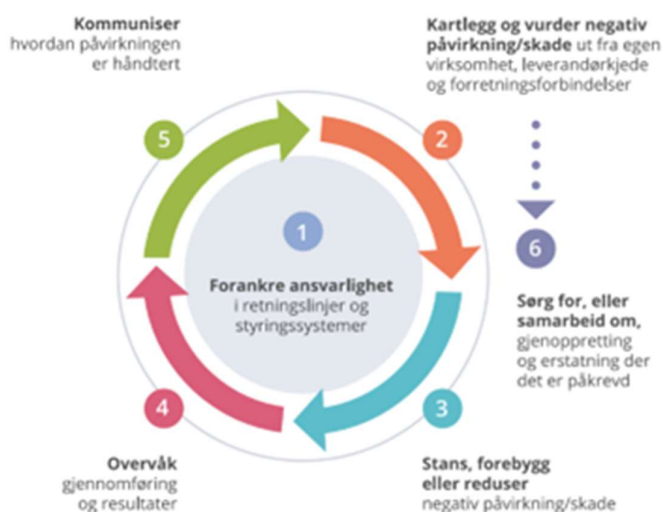 Kommuniser
hvordan påvirkningen
er håndtert
Kartlegg og vurder negativ
påvirkning/skade ut fra egen
virksomhet, leverandørkjede
og forretningsforbindelser
5
2
1
Forankre ansvarlighet
i retningslinjer og
styringssystemer
6
Sørg for, eller
samarbeid om,
gjenoppretting
og erstatning der
det er påkrevd
4
3
Overvåk
gjennomføring
og resultater
Stans, forebygg
eller reduser
negativ påvirkning/skade